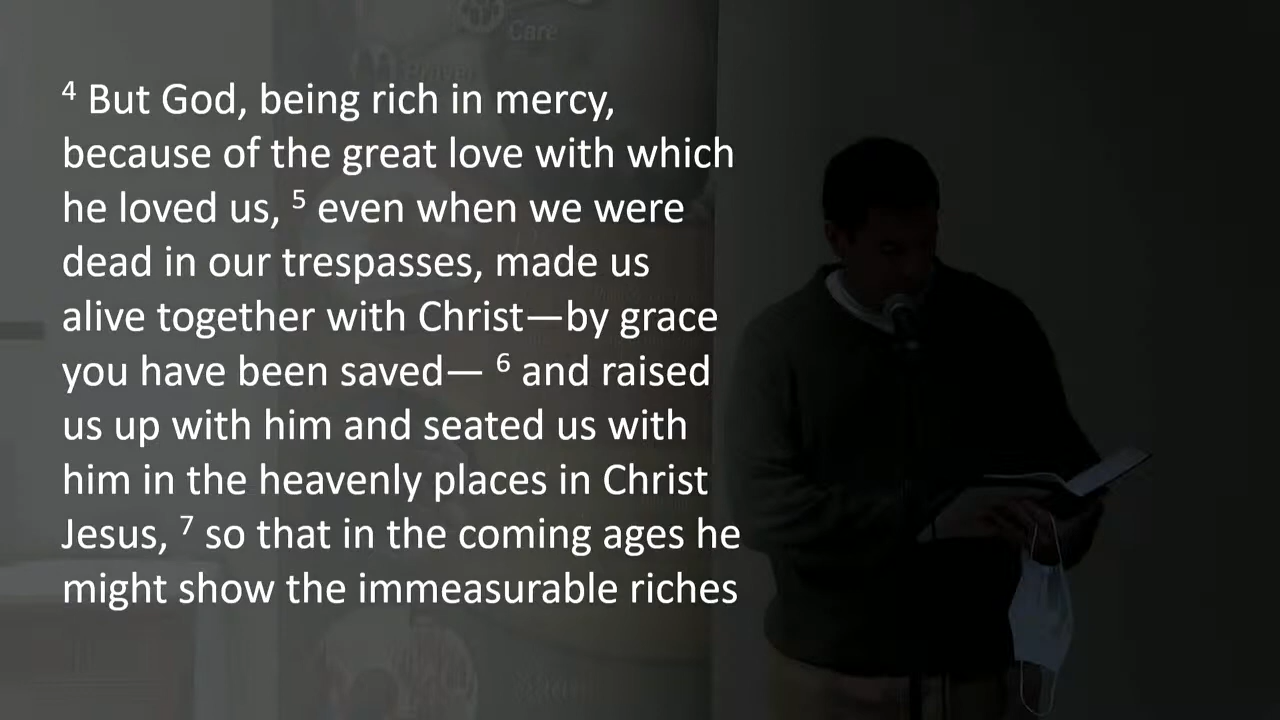 Care
⁴ But God, being rich in mercy,
because of the great love with which
he loved us, ⁵ even when we were
dead in our trespasses, made us
alive together with Christ—by grace
you have been saved— ⁶ and raised
us up with him and seated us with
him in the heavenly places in Christ
Jesus, ⁷ so that in the coming ages he
might show the immeasurable riches